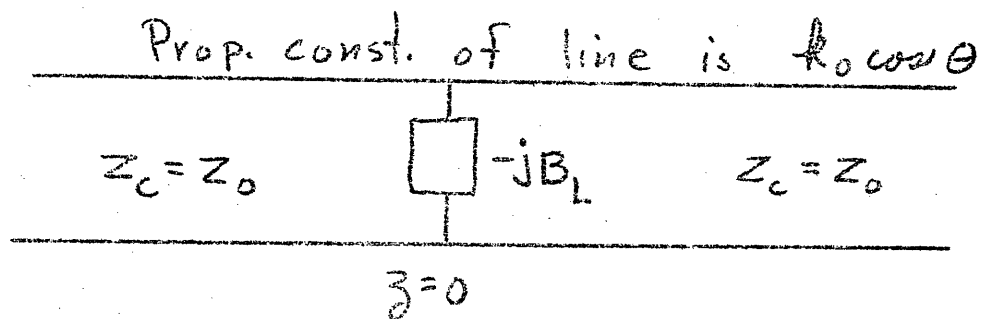 Prop. const. of line is k₀ cos θ
Z_c = Z₀ -jB_L Z_c = Z₀
z=0